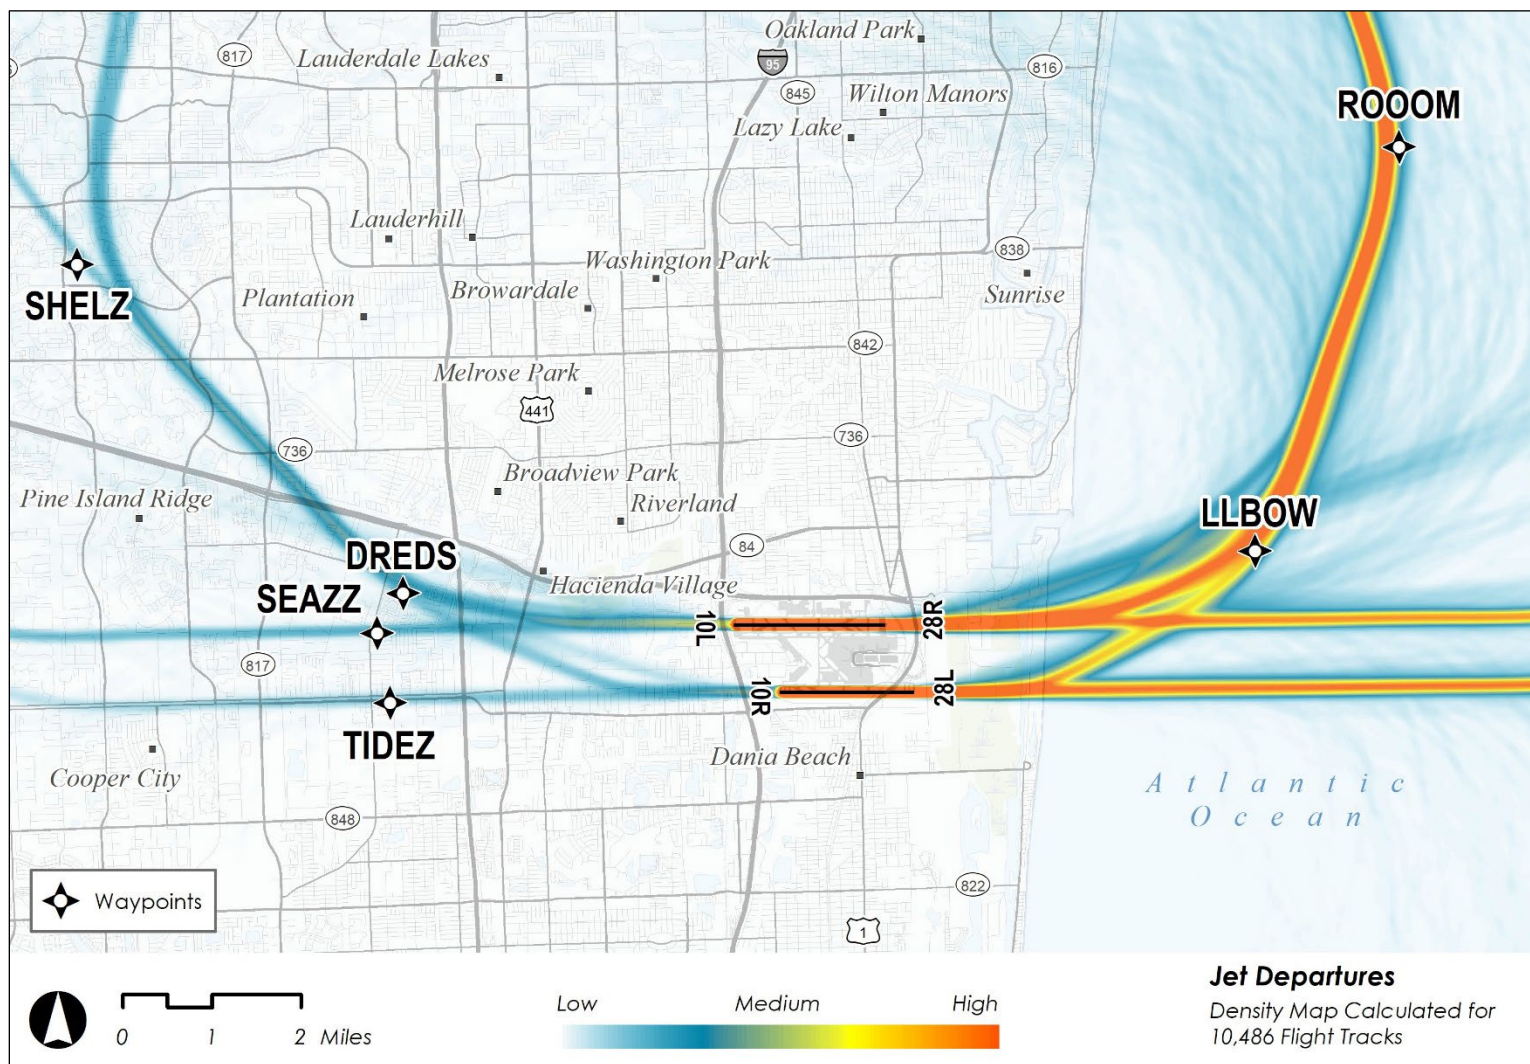 Oakland Park
817
Lauderdale Lakes
95
816
845
Wilton Manors
ROOOM
Lazy Lake
Lauderhill
838
Washington Park
SHELZ
Plantation
Browardale
Sunrise
842
Melrose Park
441
736
736
Broadview Park
Pine Island Ridge
Riverland
LLBOW
84
DREDS
Hacienda Village
SEAZZ
10L
28R
817
10R
28L
TIDEZ
Dania Beach
Cooper City
Atlantic
Ocean
848
822
Waypoints
1
Jet Departures
Low Medium High
Density Map Calculated for
10,486 Flight Tracks
0 1 2 Miles